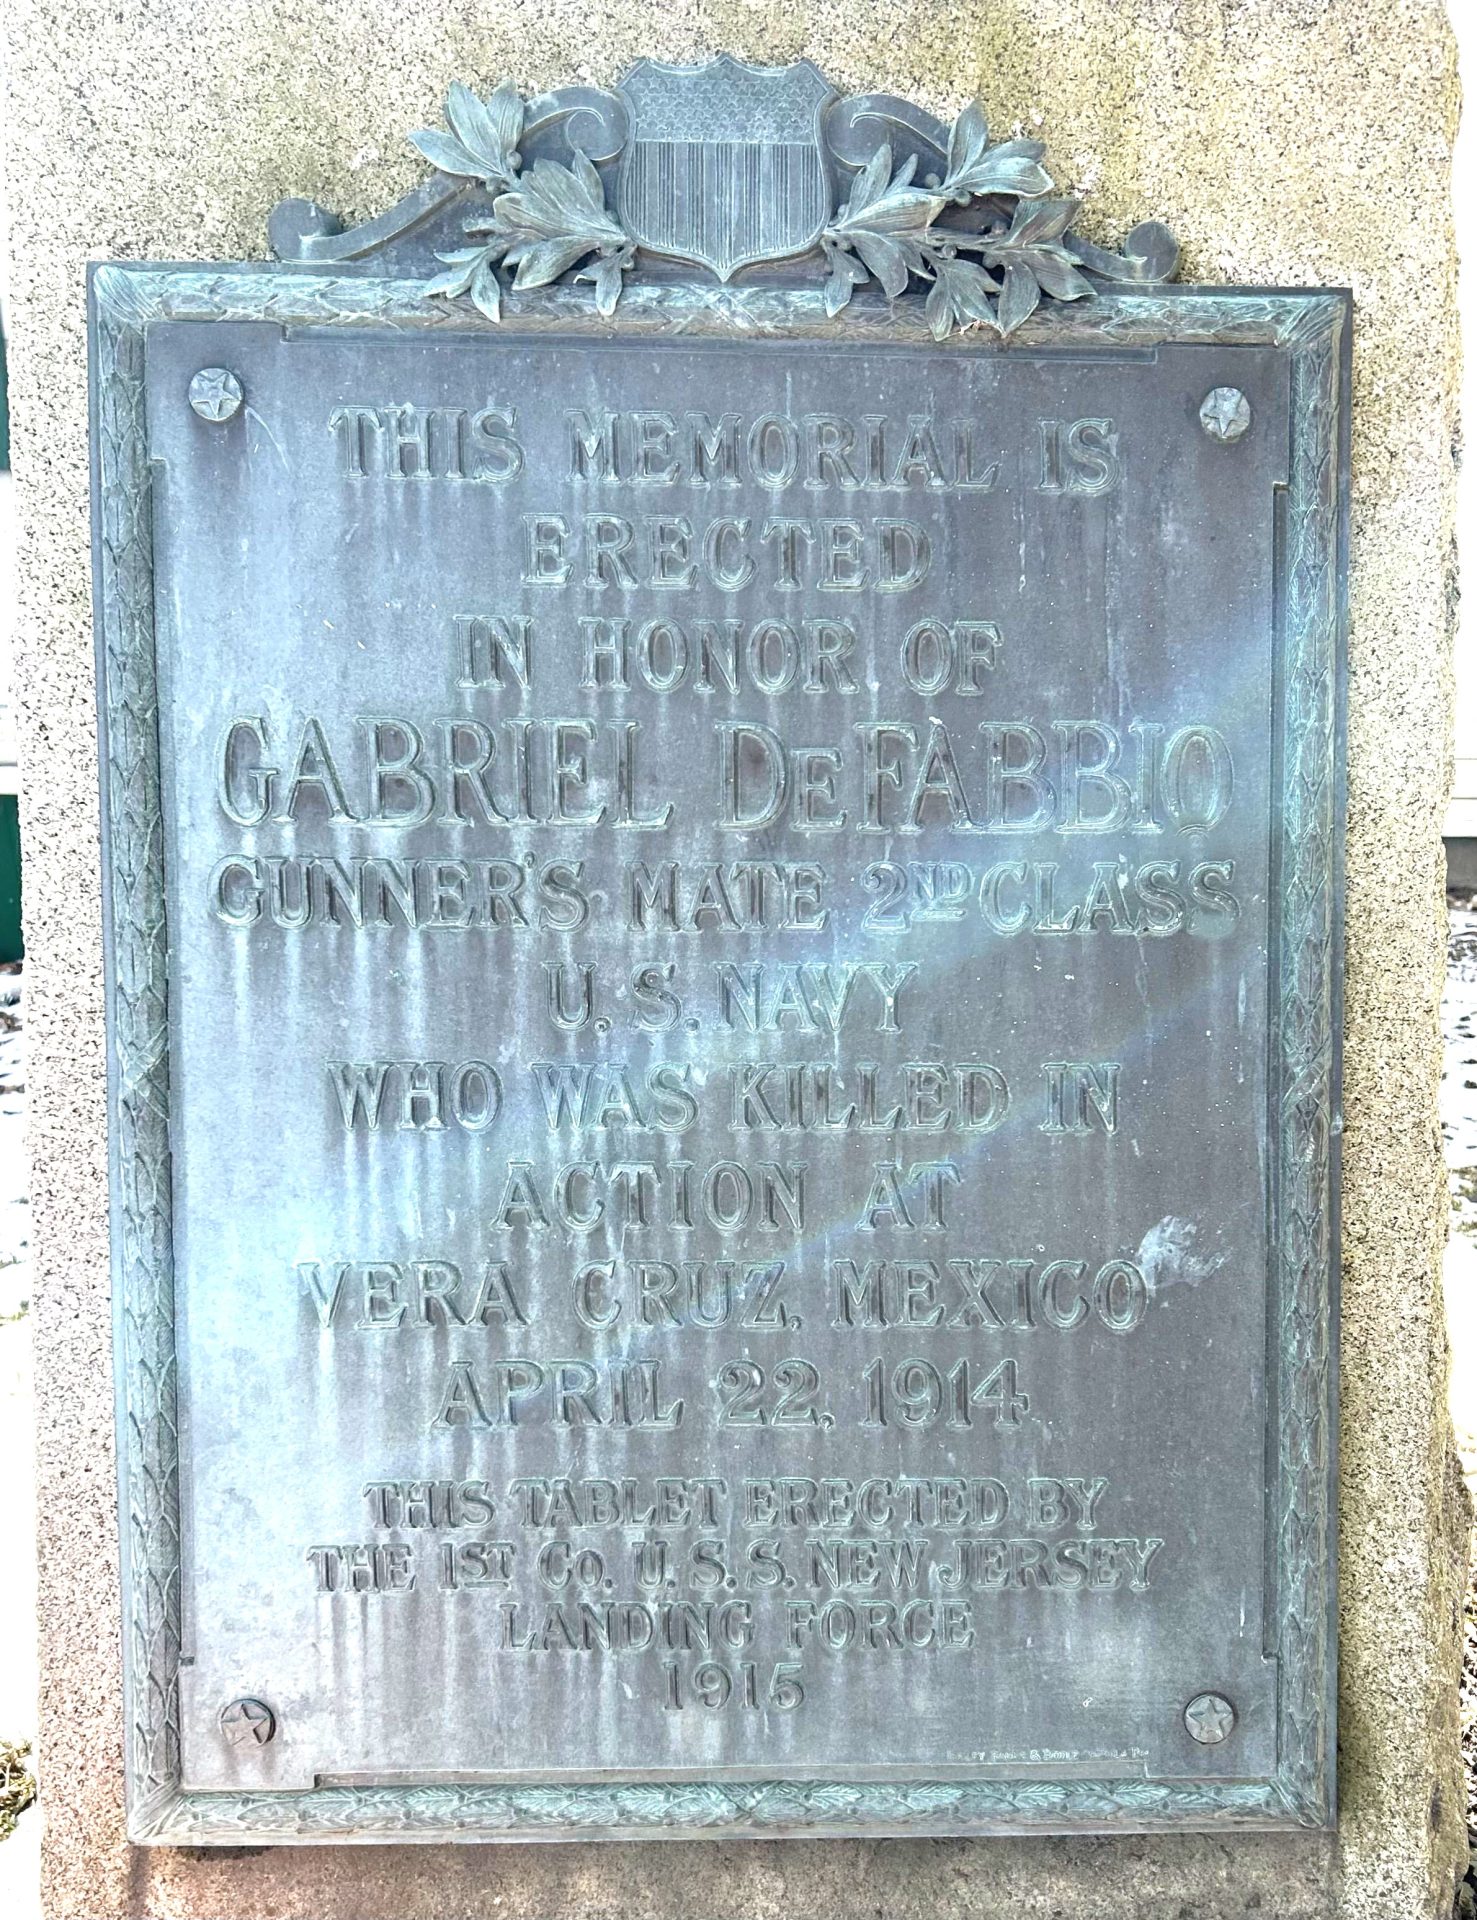 THIS MEMORIAL IS
ERECTED
IN HONOR OF
GABRIEL DEFABBIO
GUNNER'S MATE 2ND CLASS
U.S. NAVY
WHO WAS KILLED IN
ACTION AT
VERA CRUZ, MEXICO
APRIL 22, 1914
THIS TABLET ERECTED BY
THE 1ST CO. U.S.S. NEW JERSEY
LANDING FORCE
1915